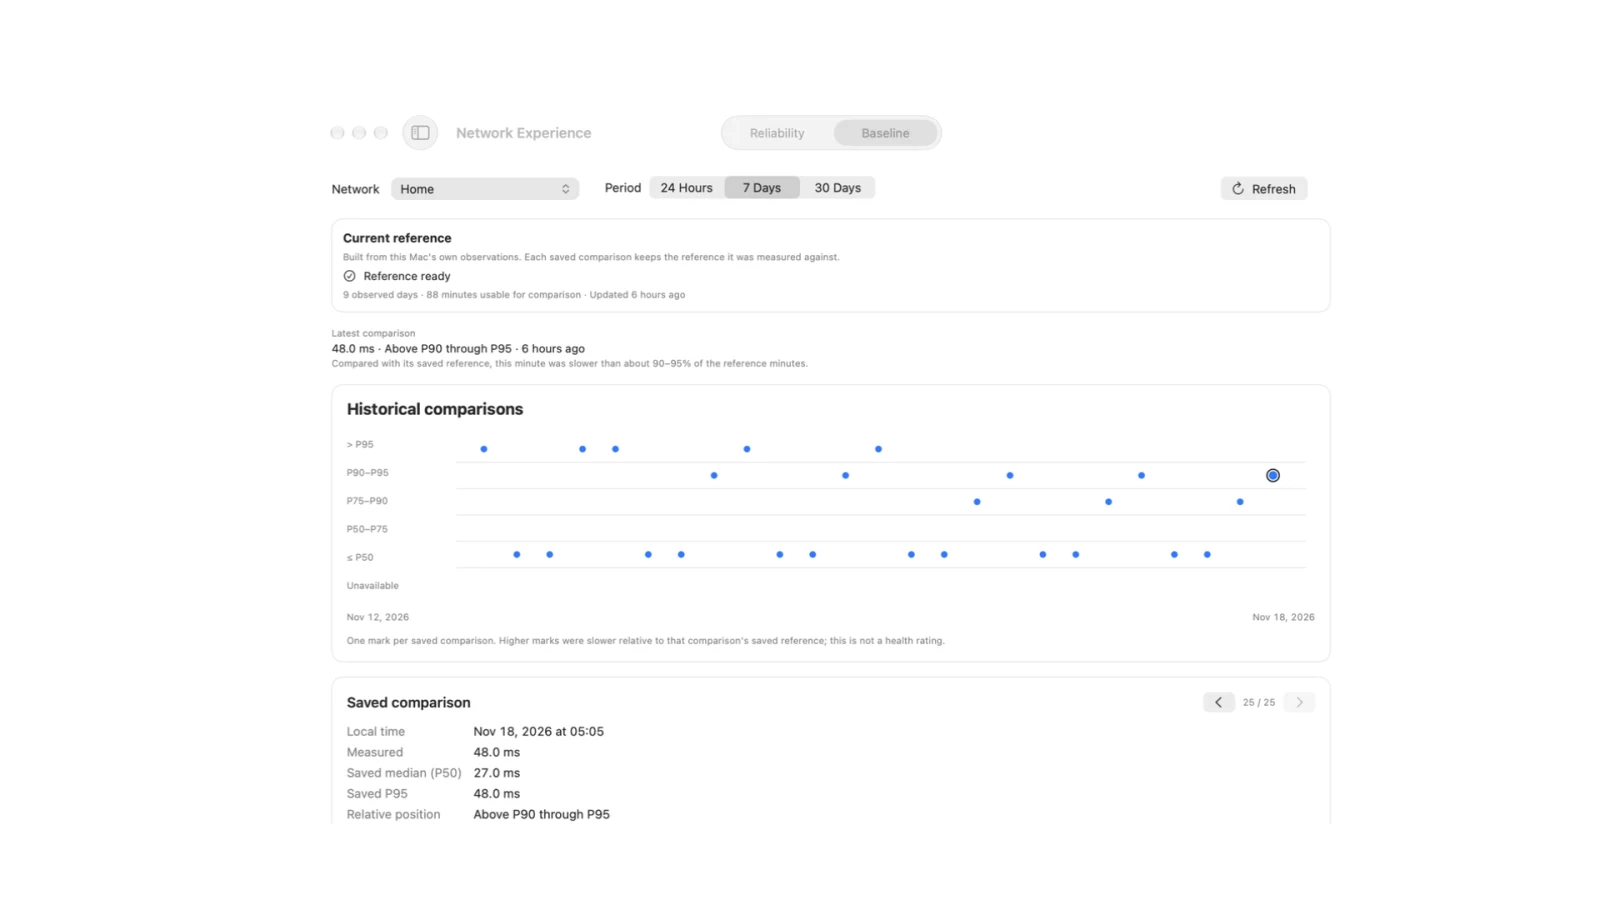 Network Experience
Reliability
Baseline
Network
Home
Period
24 Hours
7 Days
30 Days
Refresh
Current reference
Built from this Mac's own observations. Each saved comparison keeps the reference it was measured against.
Reference ready
9 observed days · 88 minutes usable for comparison · Updated 6 hours ago
Latest comparison
48.0 ms · Above P90 through P95 · 6 hours ago
Compared with its saved reference, this minute was slower than about 90–95% of the reference minutes.
Historical comparisons
> P95
P90–P95
P75–P90
P50–P75
≤ P50
Unavailable
Nov 12, 2026
Nov 18, 2026
One mark per saved comparison. Higher marks were slower relative to that comparison's saved reference; this is not a health rating.
Saved comparison
25 / 25
Local time
Nov 18, 2026 at 05:05
Measured
48.0 ms
Saved median (P50)
27.0 ms
Saved P95
48.0 ms
Relative position
Above P90 through P95